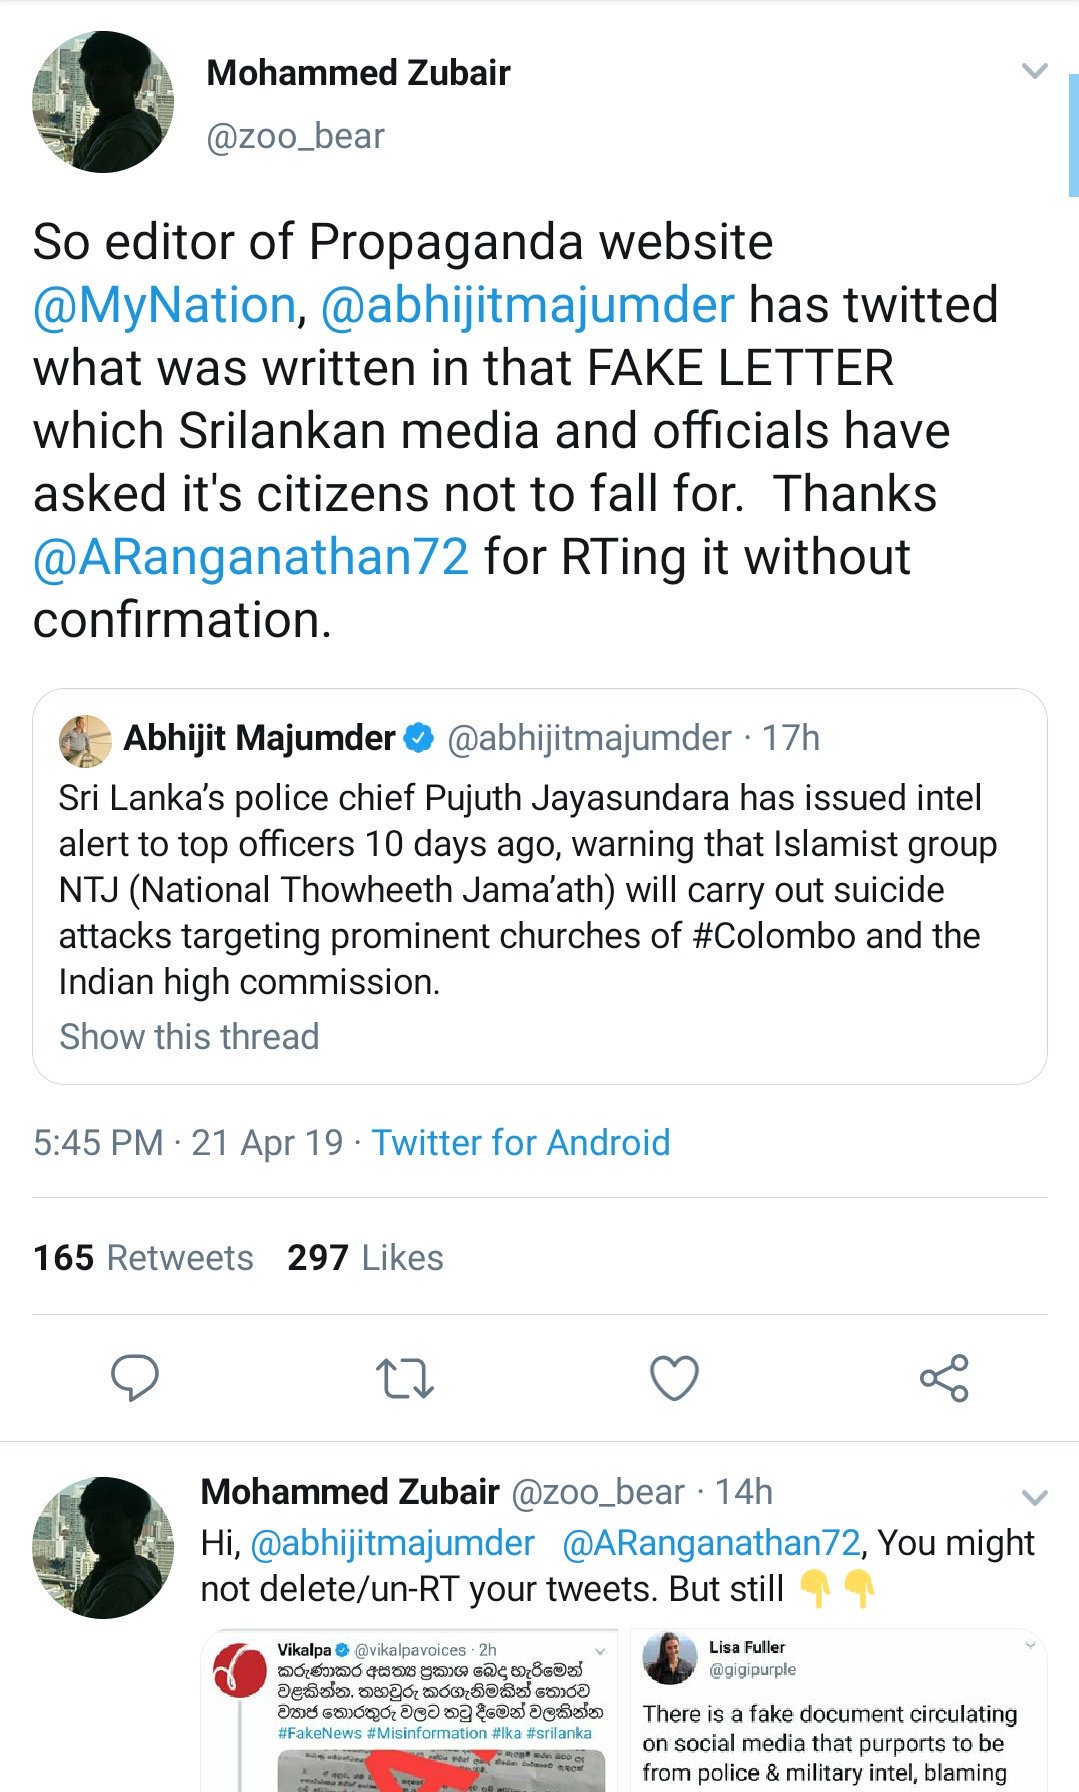 Mohammed Zubair
@zoo_bear
So editor of Propaganda website
@MyNation, @abhijitmajumder has twitted
what was written in that FAKE LETTER
which Srilankan media and officials have
asked it's citizens not to fall for. Thanks
@ARanganathan72 for RTing it without
confirmation.
Abhijit Majumder @abhijitmajumder · 17h
Sri Lanka’s police chief Pujuth Jayasundara has issued intel
alert to top officers 10 days ago, warning that Islamist group
NTJ (National Thowheeth Jama’ath) will carry out suicide
attacks targeting prominent churches of #Colombo and the
Indian high commission.
Show this thread
5:45 PM · 21 Apr 19 · Twitter for Android
165 Retweets 297 Likes
Mohammed Zubair @zoo_bear · 14h
Hi, @abhijitmajumder @ARanganathan72, You might
not delete/un-RT your tweets. But still 👇👇
Vikalpa @vikalpavoices · 2h
කරුණාකර අසත්‍ය ප්‍රකාශ බෙදා හැරීමෙන්
වළකින්න. තහවුරු කරගැනීමකින් තොරව
ව්‍යාජ තොරතුරු වලට තටු දීමෙන් වලකින්න
#FakeNews #Misinformation #lka #srilanka
Lisa Fuller
@gigipurple
There is a fake document circulating
on social media that purports to be
from police & military intel, blaming